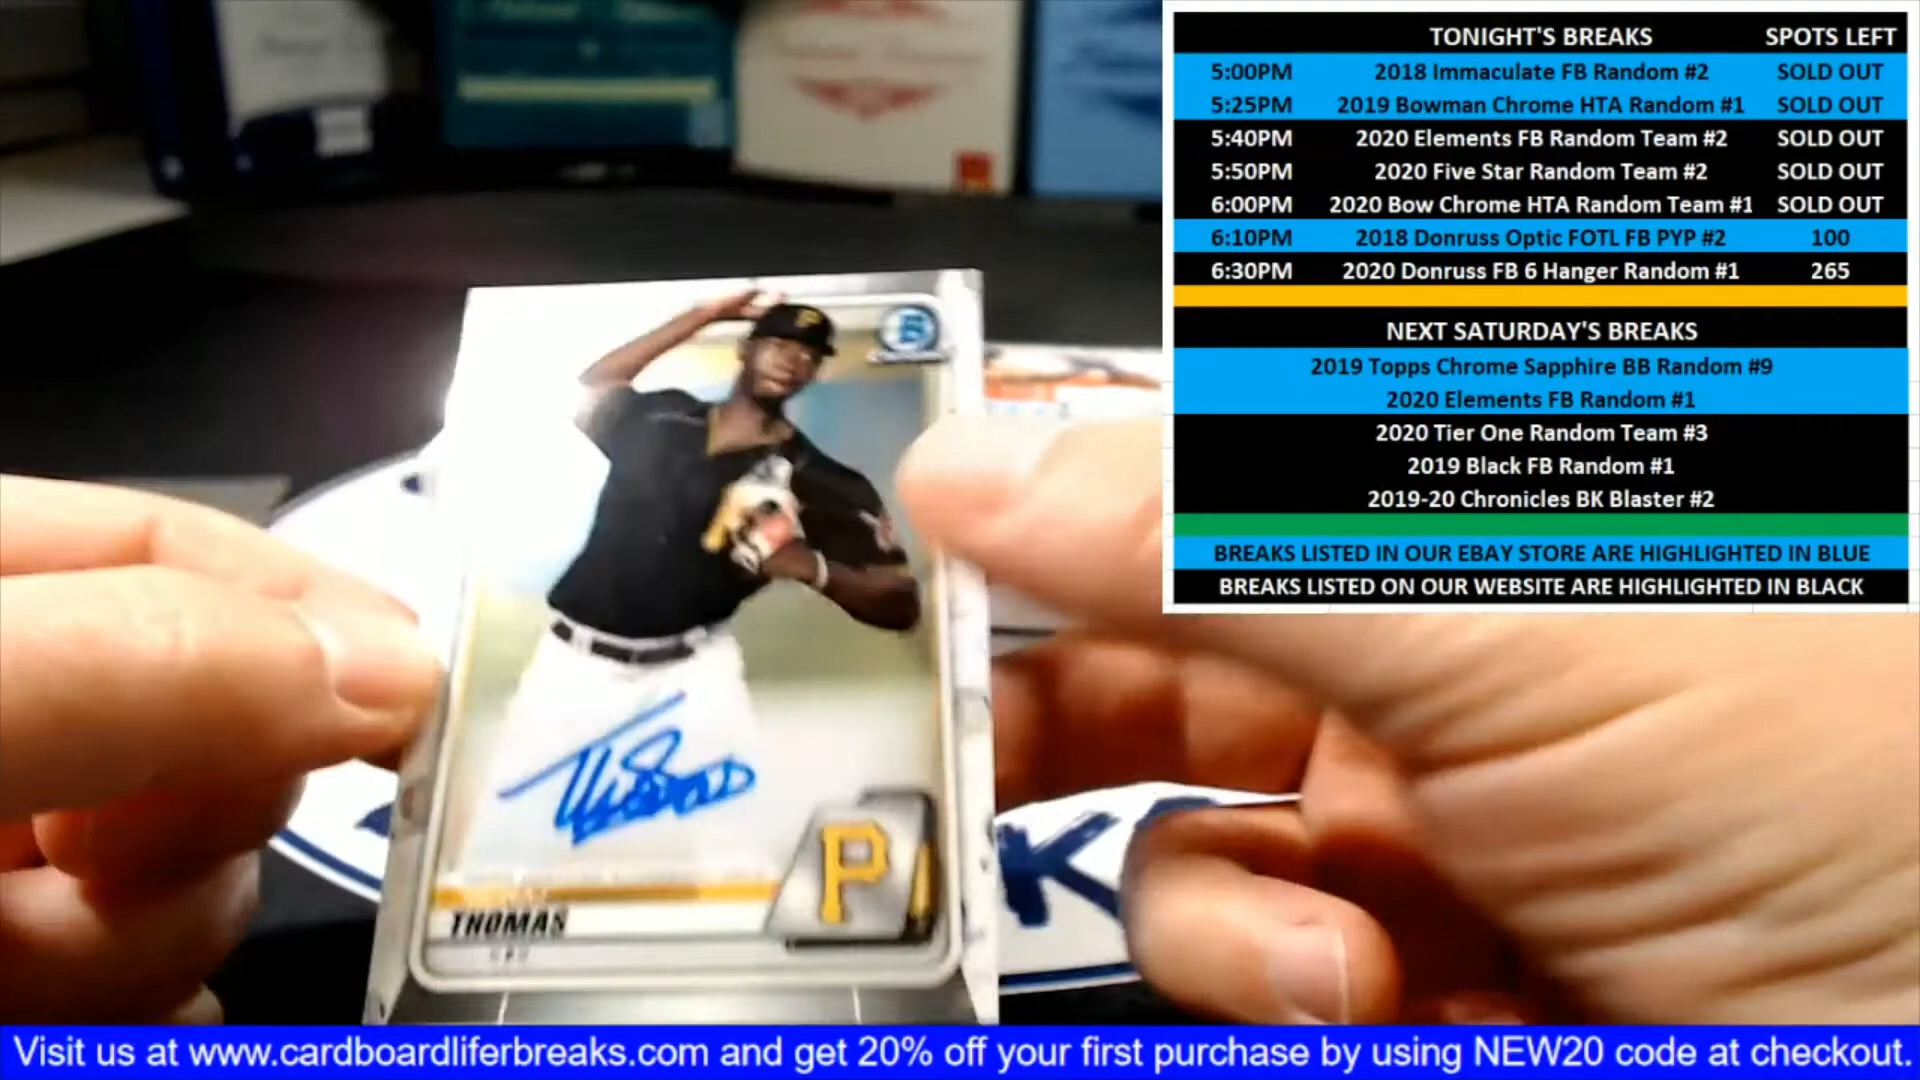 TONIGHT'S BREAKS SPOTS LEFT
5:00PM 2018 Immaculate FB Random #2 SOLD OUT
5:25PM 2019 Bowman Chrome HTA Random #1 SOLD OUT
5:40PM 2020 Elements FB Random Team #2 SOLD OUT
5:50PM 2020 Five Star Random Team #2 SOLD OUT
6:00PM 2020 Bow Chrome HTA Random Team #1 SOLD OUT
6:10PM 2018 Donruss Optic FOTL FB PYP #2 100
6:30PM 2020 Donruss FB 6 Hanger Random #1 265
NEXT SATURDAY'S BREAKS
2019 Topps Chrome Sapphire BB Random #9
2020 Elements FB Random #1
2020 Tier One Random Team #3
2019 Black FB Random #1
2019-20 Chronicles BK Blaster #2
BREAKS LISTED IN OUR EBAY STORE ARE HIGHLIGHTED IN BLUE
BREAKS LISTED ON OUR WEBSITE ARE HIGHLIGHTED IN BLACK
P
B
P
THOMAS
K
Visit us at www.cardboardliferbreaks.com and get 20% off your first purchase by using NEW20 code at checkout.